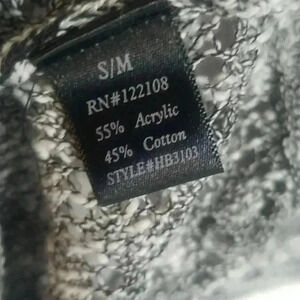 S/M
RN#122108
55% Acrylic
45% Cotton
STYLE#HB3103